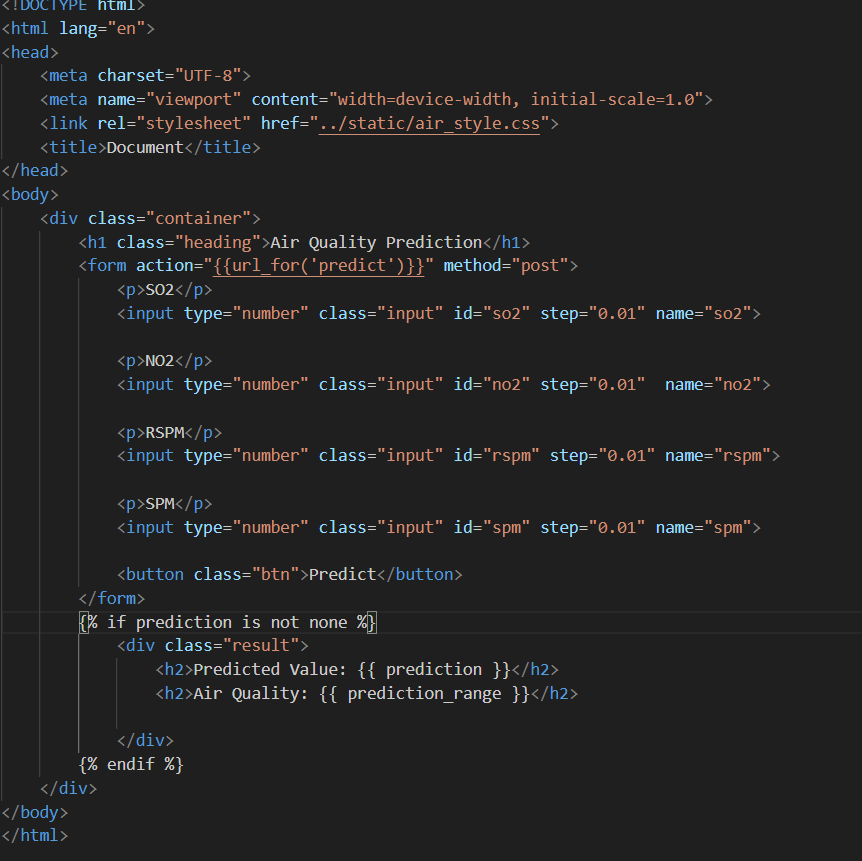 <!DOCTYPE html>
<html lang="en">
<head>
    <meta charset="UTF-8">
    <meta name="viewport" content="width=device-width, initial-scale=1.0">
    <link rel="stylesheet" href="../static/air_style.css">
    <title>Document</title>
</head>
<body>
    <div class="container">
        <h1 class="heading">Air Quality Prediction</h1>
        <form action="{{url_for('predict')}}" method="post">
            <p>SO2</p>
            <input type="number" class="input" id="so2" step="0.01" name="so2">

            <p>NO2</p>
            <input type="number" class="input" id="no2" step="0.01"  name="no2">

            <p>RSPM</p>
            <input type="number" class="input" id="rspm" step="0.01" name="rspm">

            <p>SPM</p>
            <input type="number" class="input" id="spm" step="0.01" name="spm">

            <button class="btn">Predict</button>
        </form>
        {% if prediction is not none %}
            <div class="result">
                <h2>Predicted Value: {{ prediction }}</h2>
                <h2>Air Quality: {{ prediction_range }}</h2>

            </div>
        {% endif %}
    </div>
</body>
</html>